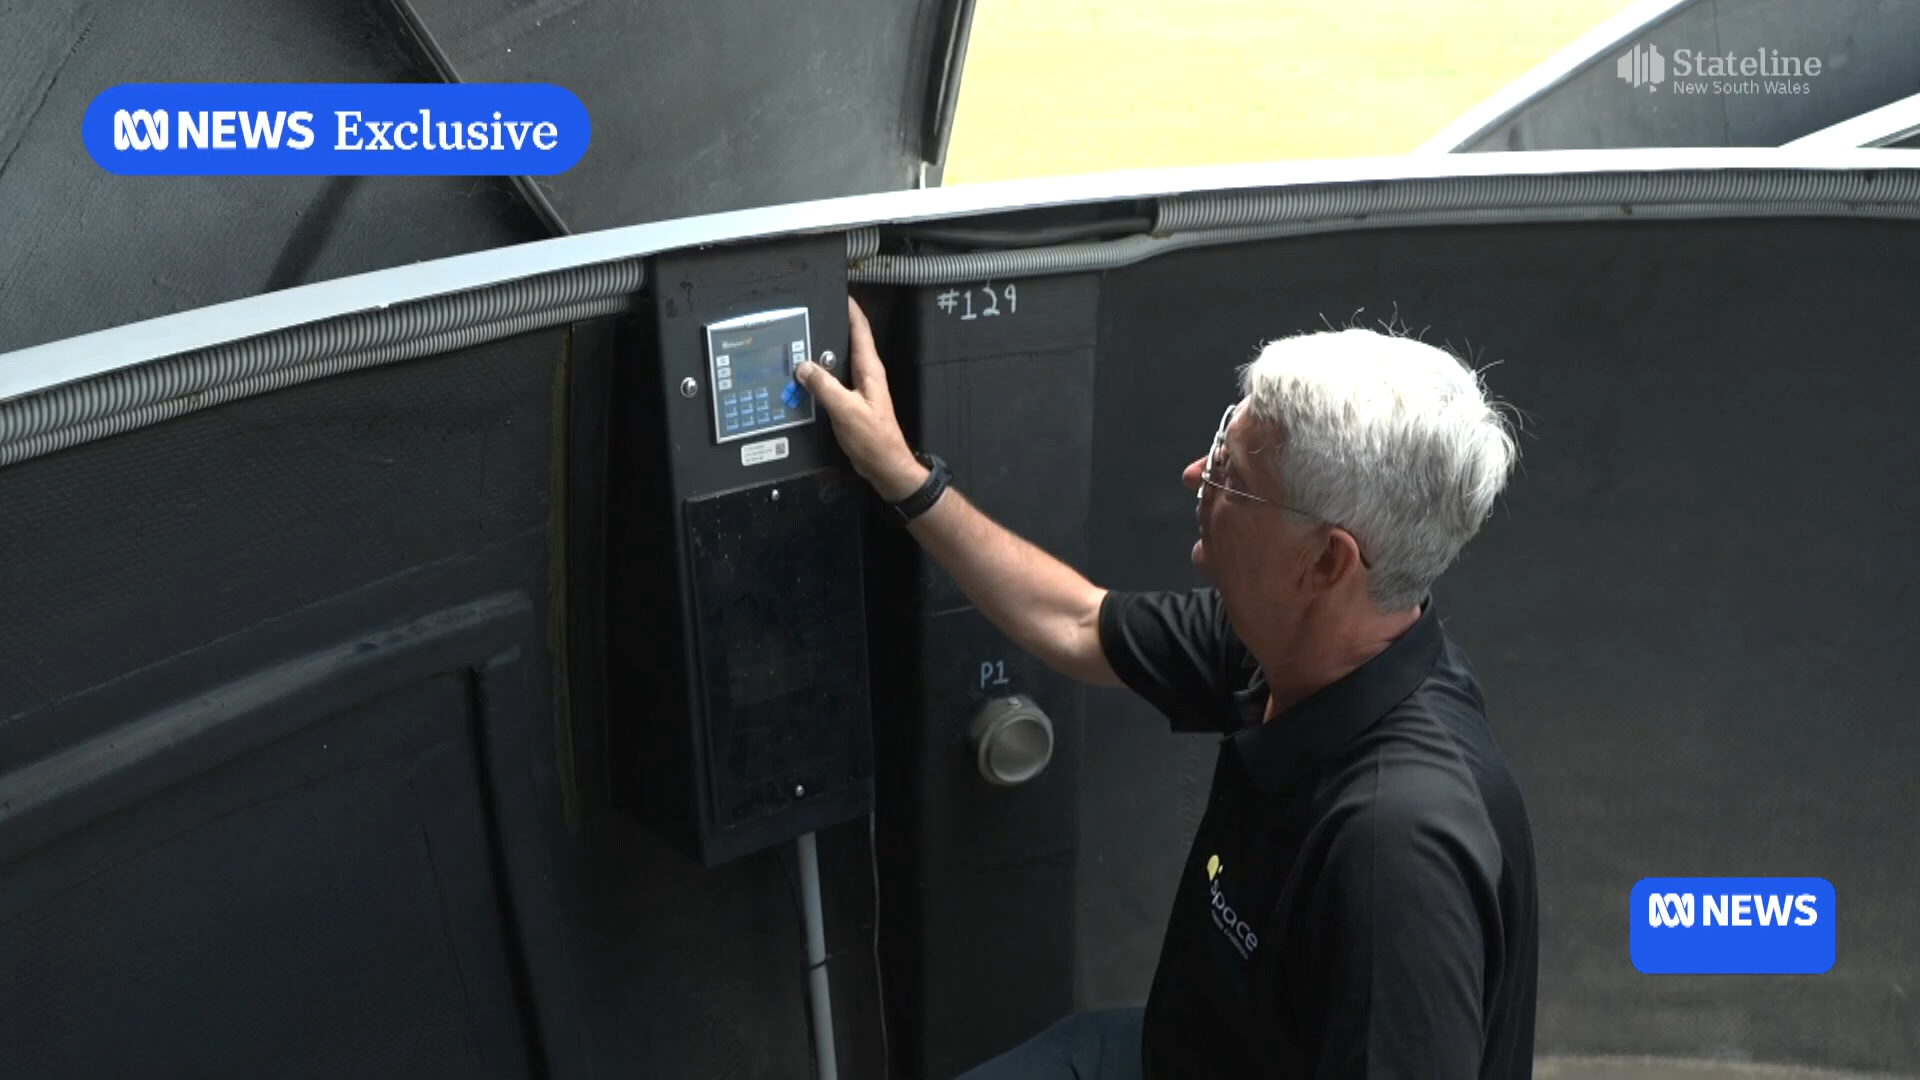 NEWS Exclusive
Stateline
New South Wales
#129
P1
space
NEWS